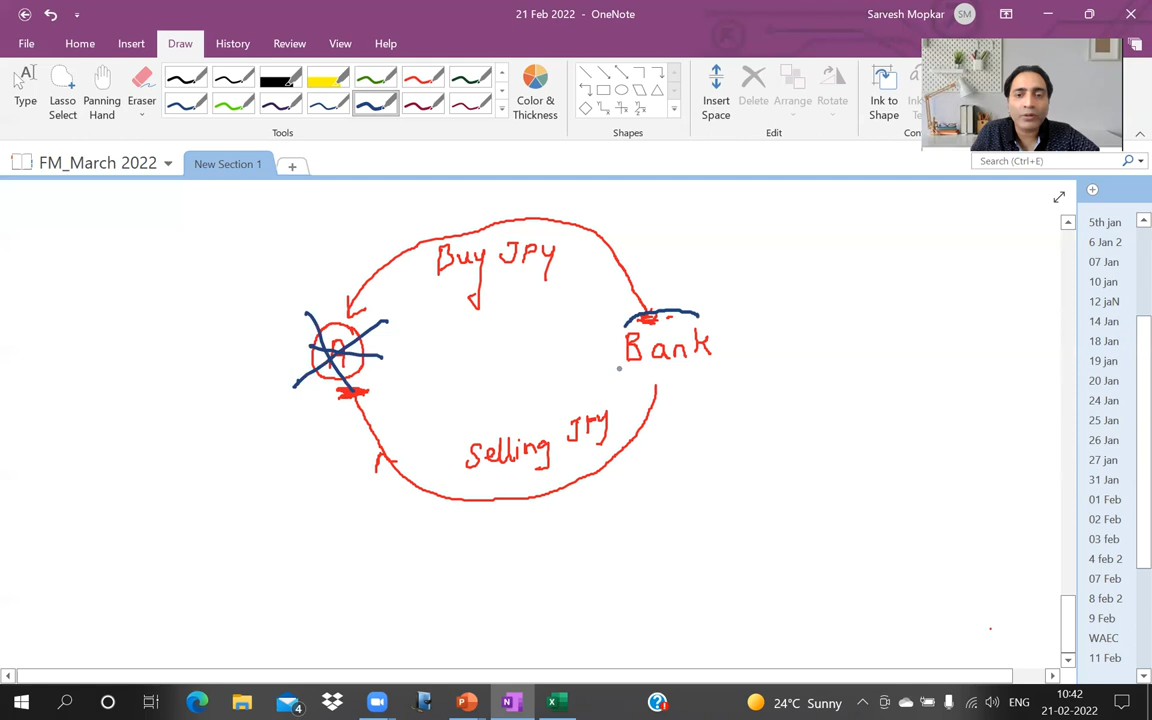 21 Feb 2022 - OneNote
Sarvesh Mopkar
SM
File
Home
Insert
Draw
History
Review
View
Help
Type
Lasso
Select
Panning
Hand
Eraser
Color &
Thickness
Insert
Space
Delete
Arrange
Rotate
Ink to
Shape
Tools
Shapes
Edit
FM_March 2022
New Section 1
Search (Ctrl+E)
Buy JPY
A
Bank
Selling JPY
5th jan
6 Jan 2
07 Jan
10 jan
12 jaN
14 Jan
18 Jan
19 jan
20 Jan
24 Jan
25 Jan
26 Jan
27 jan
31 Jan
01 Feb
02 Feb
03 feb
4 feb 2
07 Feb
8 feb 2
9 Feb
WAEC
11 Feb
4
24°C Sunny
ENG
10:42
21-02-2022